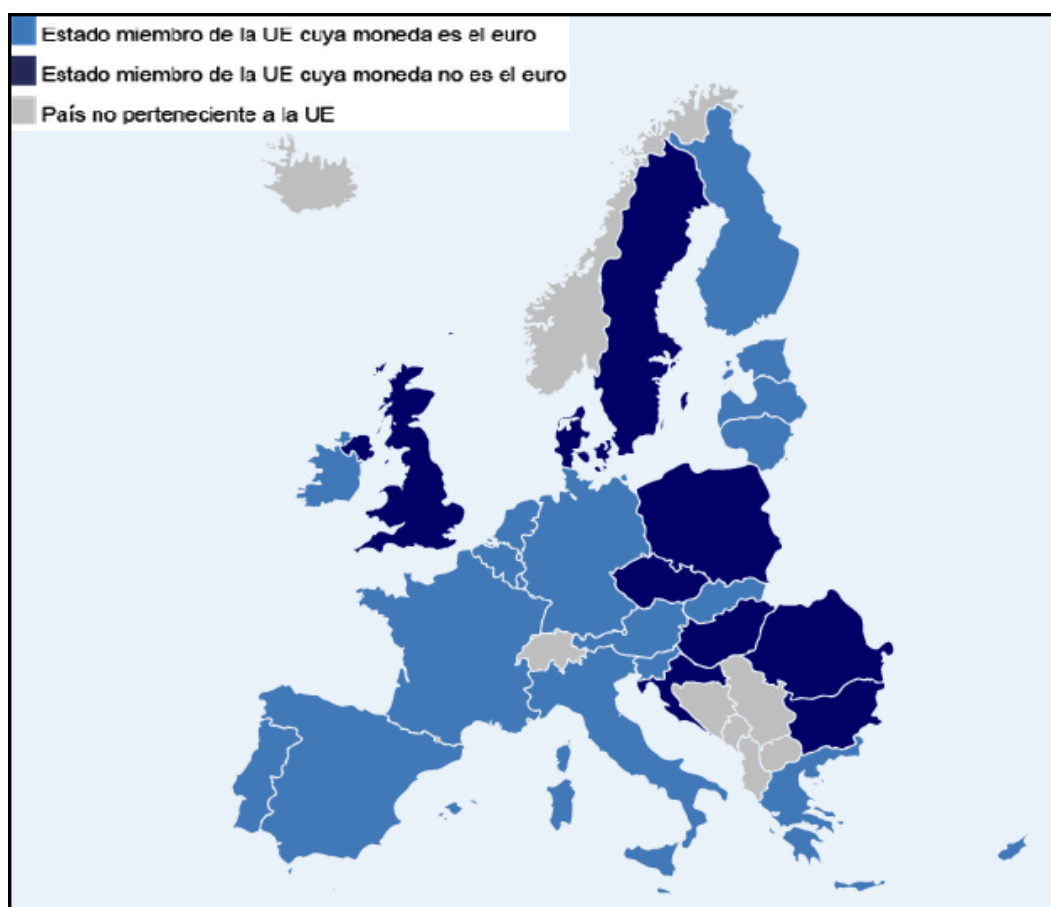 Estado miembro de la UE cuya moneda es el euro
Estado miembro de la UE cuya moneda no es el euro
País no perteneciente a la UE